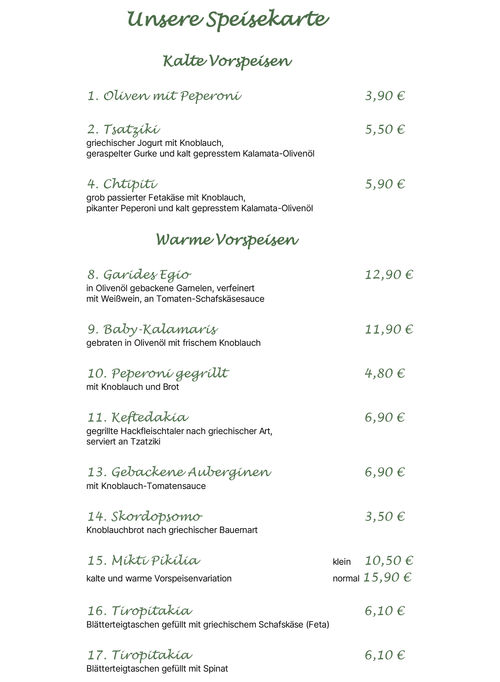 Unsere Speisekarte
Kalte Vorspeisen
1. Oliven mit Peperoni 3,90 €
2. Tsatziki 5,50 €
griechischer Jogurt mit Knoblauch,
geraspelter Gurke und kalt gepresstem Kalamata-Olivenöl
4. Chtipiti 5,90 €
grob passierter Fetakäse mit Knoblauch,
pikanter Peperoni und kalt gepresstem Kalamata-Olivenöl
Warme Vorspeisen
8. Garides Egio 12,90 €
in Olivenöl gebackene Garnelen, verfeinert
mit Weißwein, an Tomaten-Schafskäsesauce
9. Baby-Kalamaris 11,90 €
gebraten in Olivenöl mit frischem Knoblauch
10. Peperoni gegrillt 4,80 €
mit Knoblauch und Brot
11. Keftedakia 6,90 €
gegrillte Hackfleischtaler nach griechischer Art,
serviert an Tzatziki
13. Gebackene Auberginen 6,90 €
mit Knoblauch-Tomatensauce
14. Skordopsomo 3,50 €
Knoblauchbrot nach griechischer Bauernart
15. Mikti Pikilia klein 10,50 €
kalte und warme Vorspeisenvariation normal 15,90 €
16. Tiropitakia 6,10 €
Blätterteigtaschen gefüllt mit griechischem Schafskäse (Feta)
17. Tiropitakia 6,10 €
Blätterteigtaschen gefüllt mit Spinat